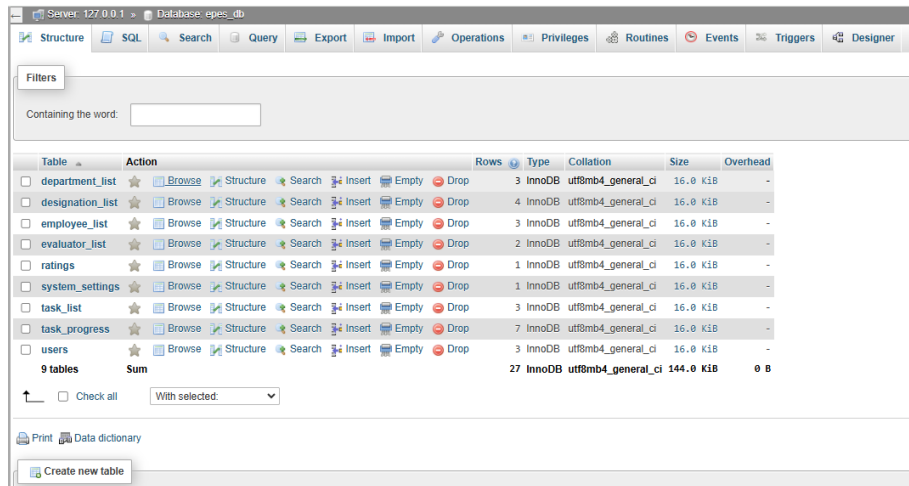 Server: 127.0.0.1 » Database: epes_db
Structure SQL Search Query Export Import Operations Privileges Routines Events Triggers Designer
Filters
Containing the word:
Table Action Rows Type Collation Size Overhead
department_list Browse Structure Search Insert Empty Drop 3 InnoDB utf8mb4_general_ci 16.0 KiB -
designation_list Browse Structure Search Insert Empty Drop 4 InnoDB utf8mb4_general_ci 16.0 KiB -
employee_list Browse Structure Search Insert Empty Drop 3 InnoDB utf8mb4_general_ci 16.0 KiB -
evaluator_list Browse Structure Search Insert Empty Drop 2 InnoDB utf8mb4_general_ci 16.0 KiB -
ratings Browse Structure Search Insert Empty Drop 1 InnoDB utf8mb4_general_ci 16.0 KiB -
system_settings Browse Structure Search Insert Empty Drop 1 InnoDB utf8mb4_general_ci 16.0 KiB -
task_list Browse Structure Search Insert Empty Drop 3 InnoDB utf8mb4_general_ci 16.0 KiB -
task_progress Browse Structure Search Insert Empty Drop 7 InnoDB utf8mb4_general_ci 16.0 KiB -
users Browse Structure Search Insert Empty Drop 3 InnoDB utf8mb4_general_ci 16.0 KiB -
9 tables Sum 27 InnoDB utf8mb4_general_ci 144.0 KiB 0 B
Check all With selected:
Print Data dictionary
Create new table